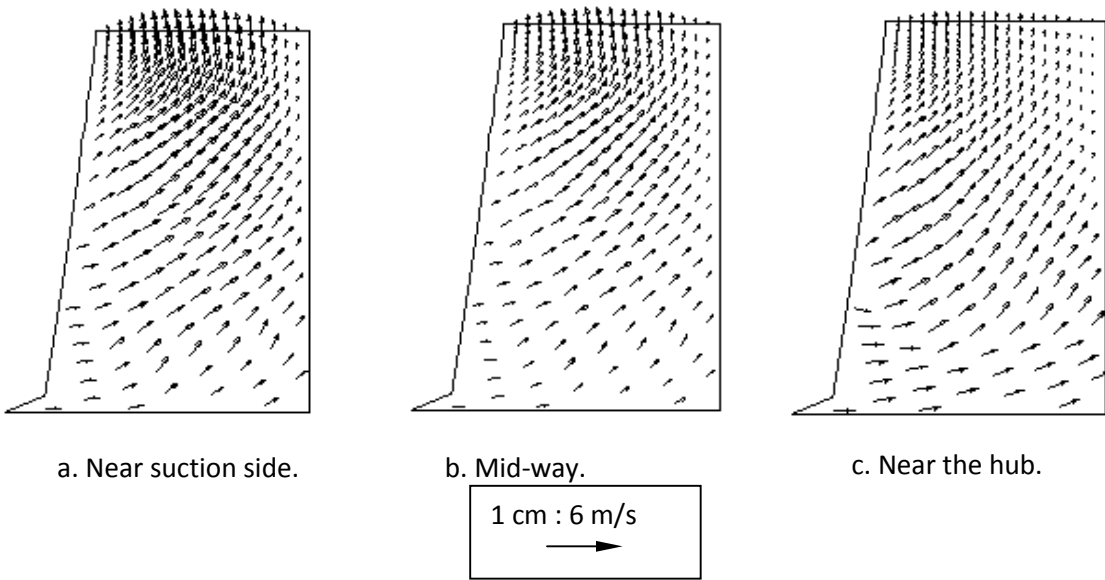 a. Near suction side.
b. Mid-way.
c. Near the hub.
1 cm : 6 m/s